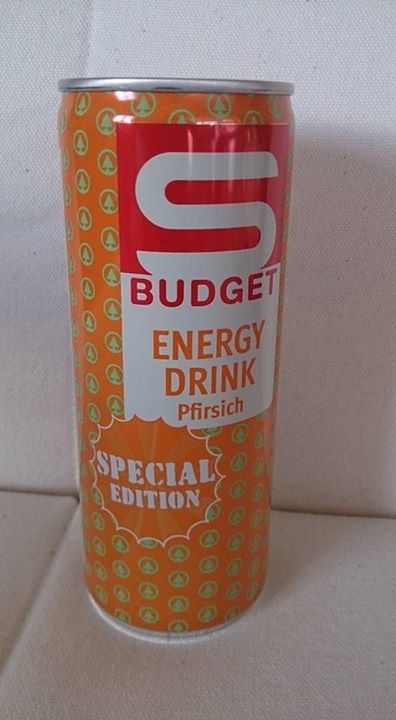 S
BUDGET
ENERGY
DRINK
Pfirsich
SPECIAL
EDITION